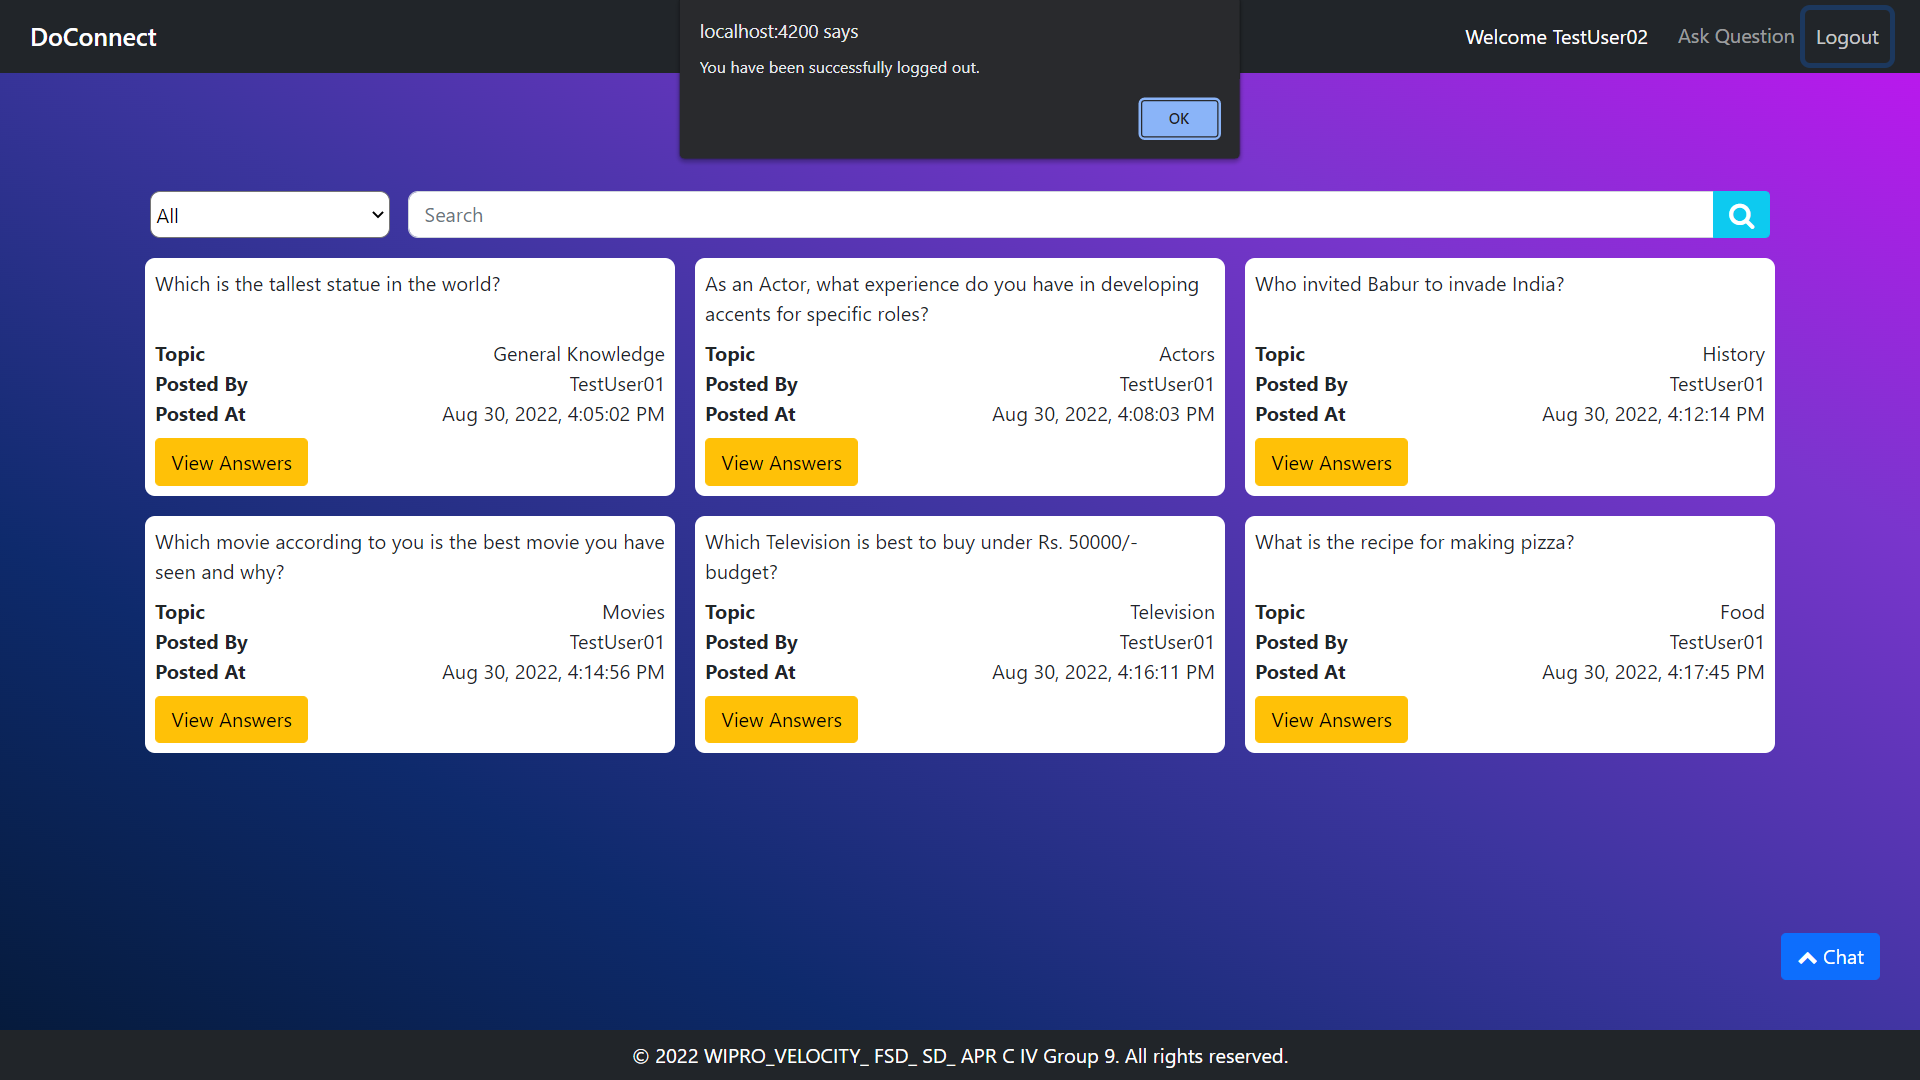 DoConnect
localhost:4200 says
You have been successfully logged out.
OK
Welcome TestUser02
Ask Question
Logout
All
Search
Which is the tallest statue in the world?
Topic General Knowledge
Posted By TestUser01
Posted At Aug 30, 2022, 4:05:02 PM
View Answers
As an Actor, what experience do you have in developing
accents for specific roles?
Topic Actors
Posted By TestUser01
Posted At Aug 30, 2022, 4:08:03 PM
View Answers
Who invited Babur to invade India?
Topic History
Posted By TestUser01
Posted At Aug 30, 2022, 4:12:14 PM
View Answers
Which movie according to you is the best movie you have
seen and why?
Topic Movies
Posted By TestUser01
Posted At Aug 30, 2022, 4:14:56 PM
View Answers
Which Television is best to buy under Rs. 50000/-
budget?
Topic Television
Posted By TestUser01
Posted At Aug 30, 2022, 4:16:11 PM
View Answers
What is the recipe for making pizza?
Topic Food
Posted By TestUser01
Posted At Aug 30, 2022, 4:17:45 PM
View Answers
Chat
© 2022 WIPRO_VELOCITY_ FSD_ SD_ APR C IV Group 9. All rights reserved.